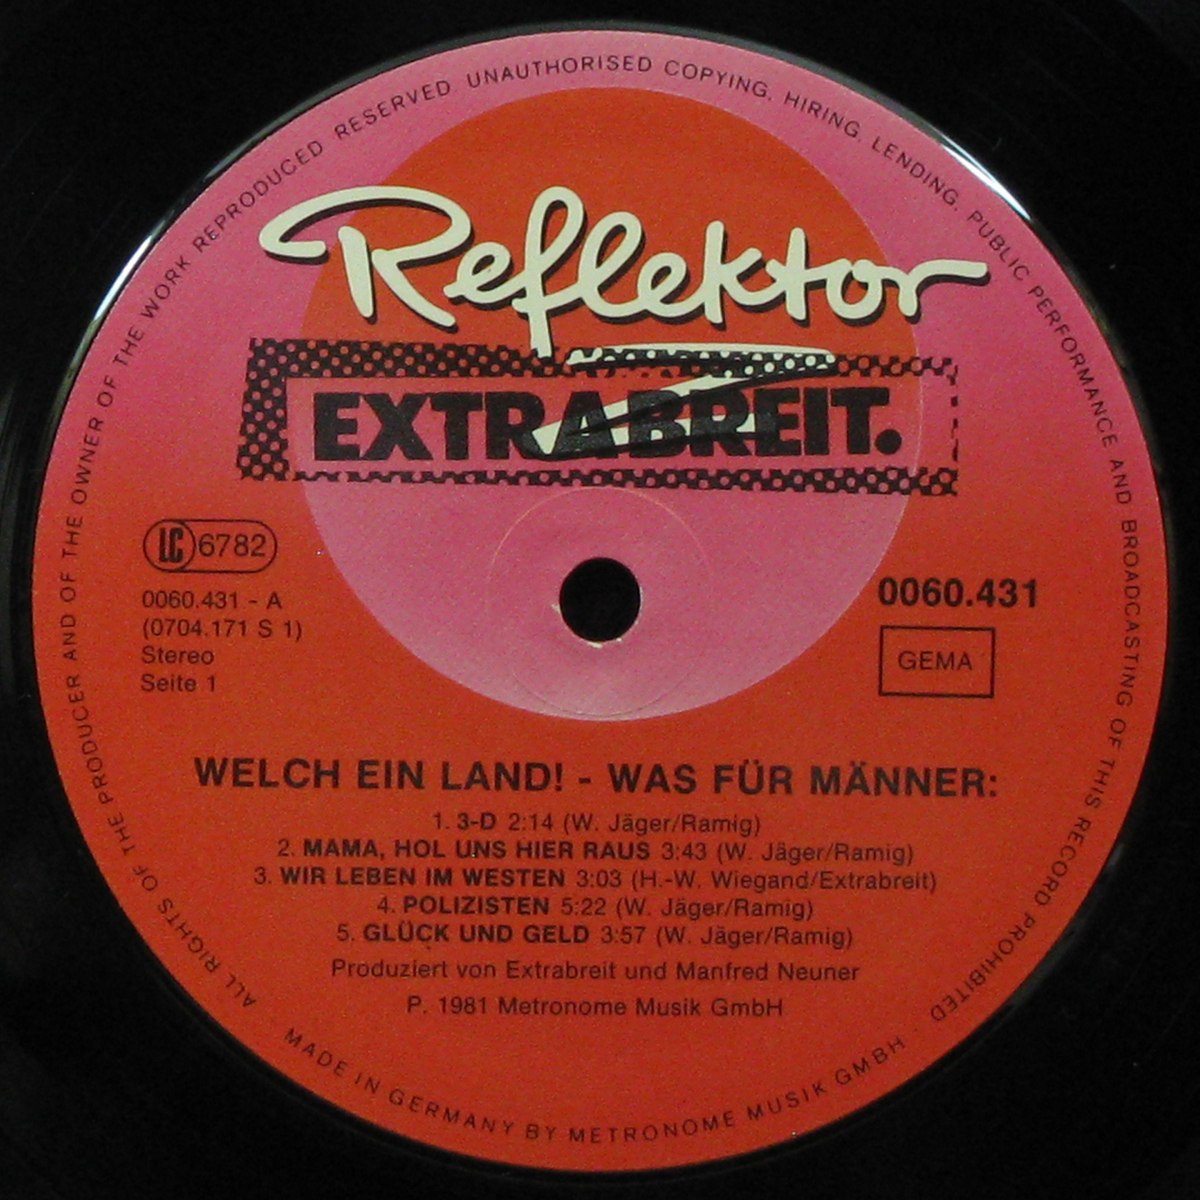 ALL RIGHTS OF THE PRODUCER AND OF THE OWNER OF THE WORK REPRODUCED RESERVED UNAUTHORISED COPYING, HIRING, LENDING, PUBLIC PERFORMANCE AND BROADCASTING OF THIS RECORD PROHIBITED
Reflektor
EXTRABREIT.
LC 6782
0060.431 - A
(0704.171 S 1)
Stereo
Seite 1
0060.431
GEMA
WELCH EIN LAND! - WAS FÜR MÄNNER:
1. 3-D 2:14 (W. Jäger/Ramig)
2. MAMA, HOL UNS HIER RAUS 3:43 (W. Jäger/Ramig)
3. WIR LEBEN IM WESTEN 3:03 (H.-W. Wiegand/Extrabreit)
4. POLIZISTEN 5:22 (W. Jäger/Ramig)
5. GLÜCK UND GELD 3:57 (W. Jäger/Ramig)
Produziert von Extrabreit und Manfred Neuner
P. 1981 Metronome Musik GmbH
· MADE IN GERMANY BY METRONOME MUSIK GMBH ·